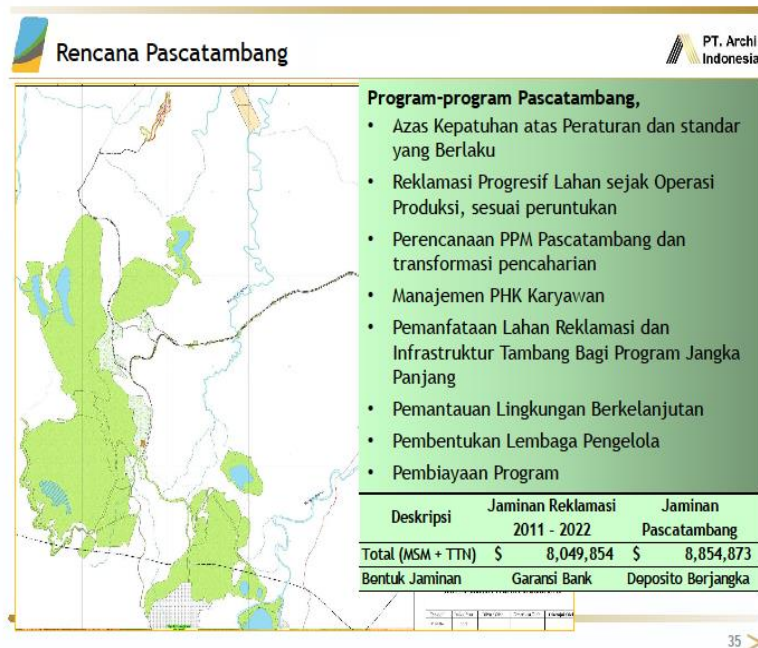 Rencana Pascatambang
PT. Archi
Indonesia
Program-program Pascatambang,
• Azas Kepatuhan atas Peraturan dan standar
yang Berlaku
• Reklamasi Progresif Lahan sejak Operasi
Produksi, sesuai peruntukan
• Perencanaan PPM Pascatambang dan
transformasi pencaharian
• Manajemen PHK Karyawan
• Pemanfataan Lahan Reklamasi dan
Infrastruktur Tambang Bagi Program Jangka
Panjang
• Pemantauan Lingkungan Berkelanjutan
• Pembentukan Lembaga Pengelola
• Pembiayaan Program
Deskripsi Jaminan Reklamasi 2011 - 2022 Jaminan Pascatambang
Total (MSM + TTN) $ 8,049,854 $ 8,854,873
Bentuk Jaminan Garansi Bank Deposito Berjangka
35